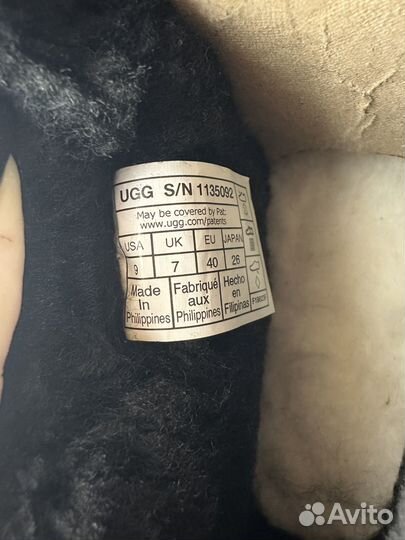 UGG S/N 1135092
May be covered by Pat:
www.ugg.com/patents
USA UK EU JAPAN
9 7 40 26
Made in Philippines
Fabriqué aux Philippines
Hecho en Filipinas
Avito